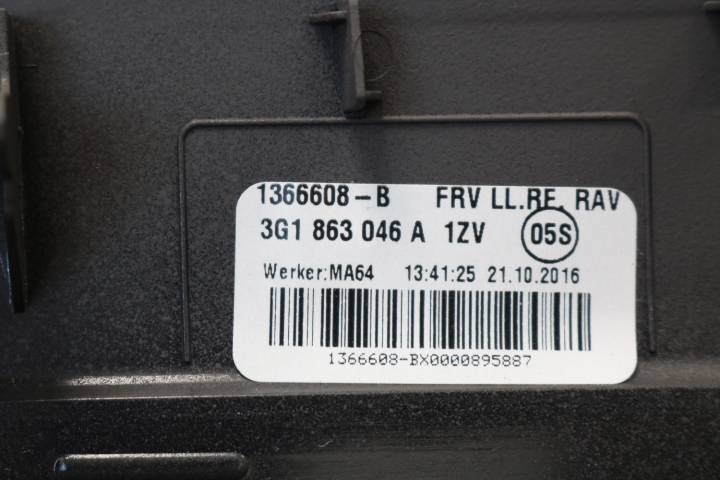 1366608-B FRV LL.RE. RAV
3G1 863 046 A 1ZV 05S
Werker:MA64 13:41:25 21.10.2016
1366608-BX0000895887